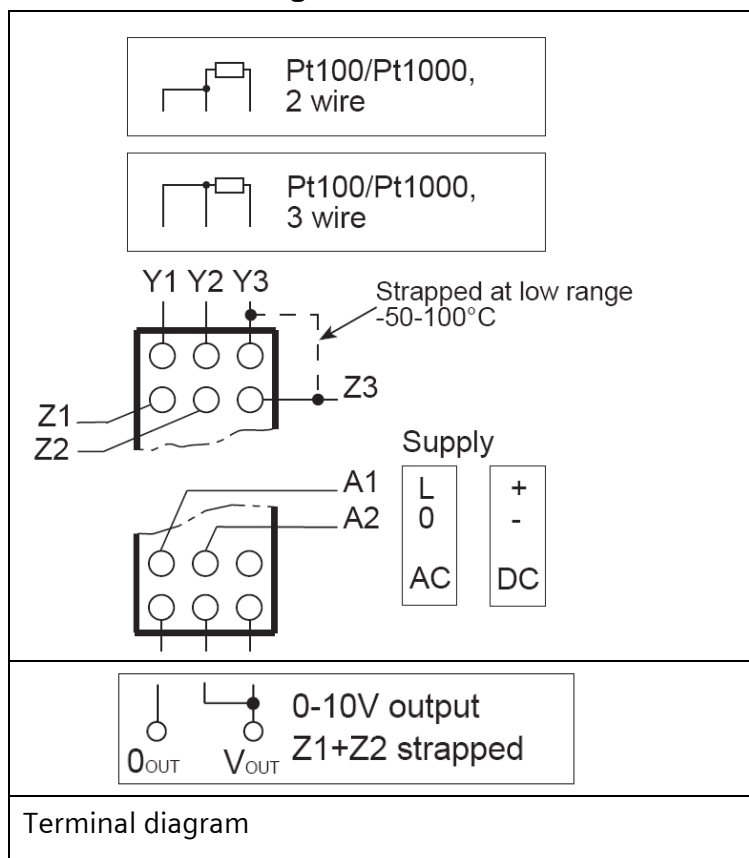 Pt100/Pt1000,
2 wire
Pt100/Pt1000,
3 wire
Y1 Y2 Y3
Strapped at low range
-50-100°C
Z1
Z2
Z3
Supply
A1
A2
L
0
AC
+
-
DC
0-10V output
Z1+Z2 strapped
0OUT
VOUT
Terminal diagram